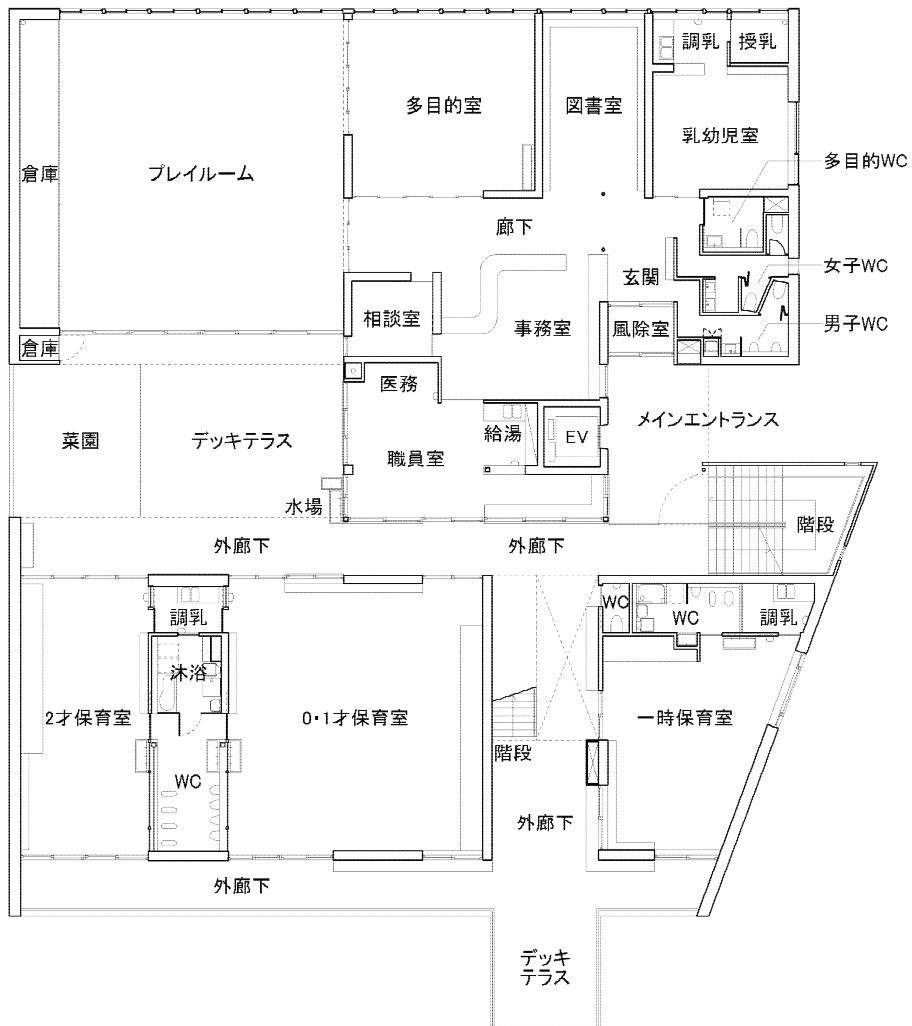 調乳
授乳
多目的室
図書室
乳幼児室
多目的WC
倉庫
プレイルーム
廊下
玄関
女子WC
相談室
事務室
風除室
男子WC
倉庫
医務
メインエントランス
菜園
デッキテラス
職員室
給湯
EV
水場
階段
外廊下
外廊下
調乳
WC
WC
調乳
沐浴
2才保育室
0・1才保育室
一時保育室
階段
WC
外廊下
外廊下
デッキ
テラス